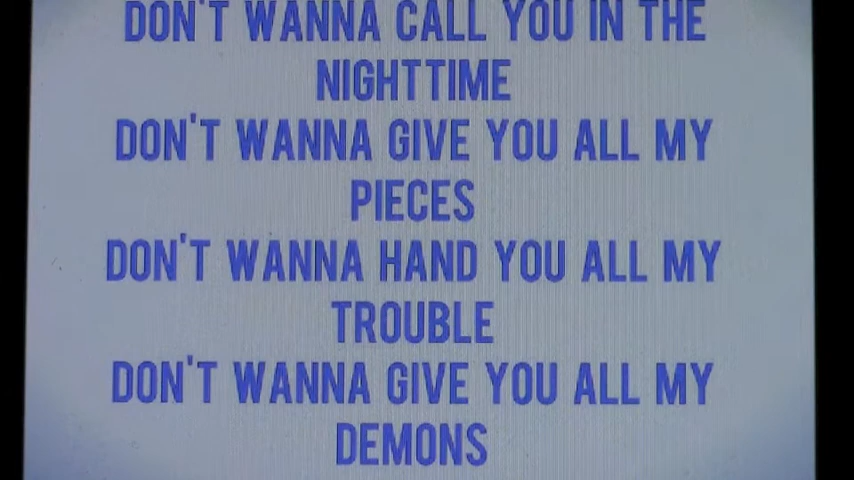 DON'T WANNA CALL YOU IN THE
NIGHTTIME
DON'T WANNA GIVE YOU ALL MY
PIECES
DON'T WANNA HAND YOU ALL MY
TROUBLE
DON'T WANNA GIVE YOU ALL MY
DEMONS